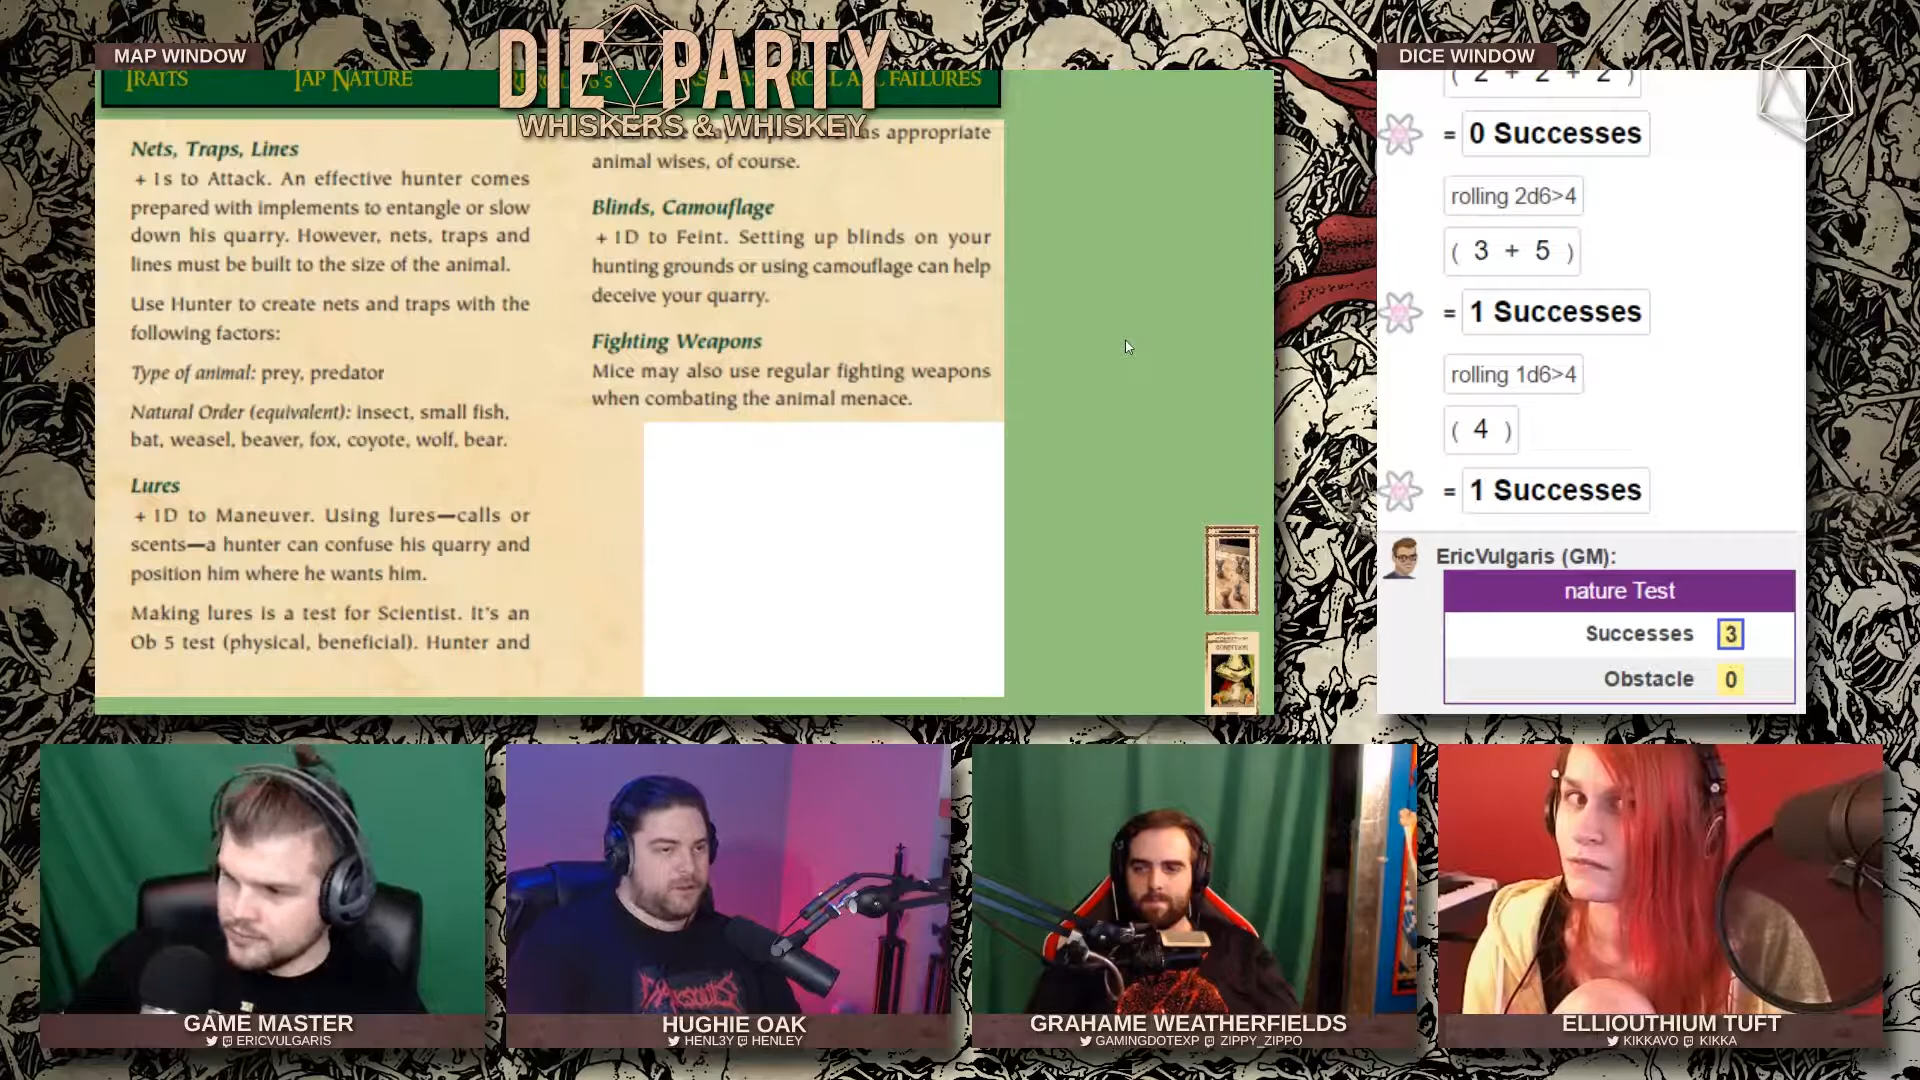 MAP WINDOW
DIE PARTY
WHISKERS & WHISKEY
TRAITS
TAP NATURE
FAILURES
Nets, Traps, Lines
+1s to Attack. An effective hunter comes
prepared with implements to entangle or slow
down his quarry. However, nets, traps and
lines must be built to the size of the animal.
Use Hunter to create nets and traps with the
following factors:
Type of animal: prey, predator
Natural Order (equivalent): insect, small fish,
bat, weasel, beaver, fox, coyote, wolf, bear.
Lures
+1D to Maneuver. Using lures—calls or
scents—a hunter can confuse his quarry and
position him where he wants him.
Making lures is a test for Scientist. It's an
Ob 5 test (physical, beneficial). Hunter and
as appropriate
animal wises, of course.
Blinds, Camouflage
+1D to Feint. Setting up blinds on your
hunting grounds or using camouflage can help
deceive your quarry.
Fighting Weapons
Mice may also use regular fighting weapons
when combating the animal menace.
DICE WINDOW
( 2 + 2 + 2 )
= 0 Successes
rolling 2d6>4
( 3 + 5 )
= 1 Successes
rolling 1d6>4
( 4 )
= 1 Successes
EricVulgaris (GM):
nature Test
Successes 3
Obstacle 0
GAME MASTER
ERICVULGARIS
HUGHIE OAK
HENL3Y HENLEY
GRAHAME WEATHERFIELDS
GAMINGDOTEXP ZIPPY_ZIPPO
ELLIOUTHIUM TUFT
KIKKAVO KIKKA